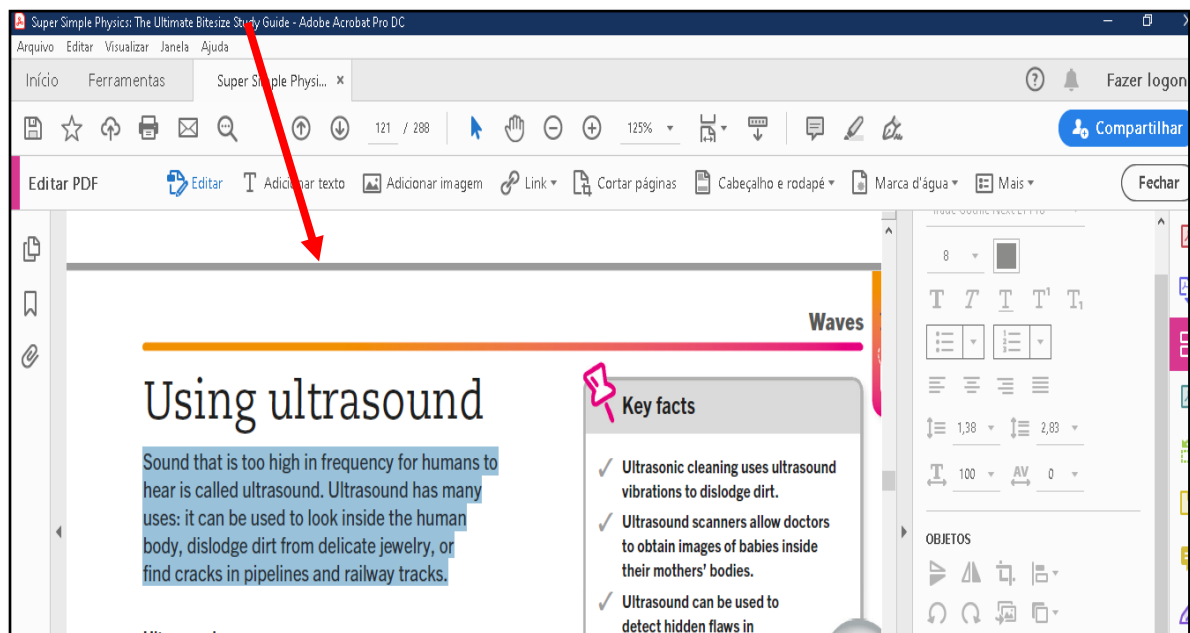 Super Simple Physics: The Ultimate Bitesize Study Guide - Adobe Acrobat Pro DC
Arquivo Editar Visualizar Janela Ajuda
Início Ferramentas Super Simple Physi... ×
Fazer logon
121 / 288 125%
Compartilhar
Editar PDF Editar Adicionar texto Adicionar imagem Link Cortar páginas Cabeçalho e rodapé Marca d'água Mais Fechar
8
Waves
Using ultrasound
Sound that is too high in frequency for humans to
hear is called ultrasound. Ultrasound has many
uses: it can be used to look inside the human
body, dislodge dirt from delicate jewelry, or
find cracks in pipelines and railway tracks.
Key facts
✓ Ultrasonic cleaning uses ultrasound
vibrations to dislodge dirt.
✓ Ultrasound scanners allow doctors
to obtain images of babies inside
their mothers' bodies.
✓ Ultrasound can be used to
detect hidden flaws in
T T T T¹ T₁
1,38 2,83
T 100 AV 0
OBJETOS